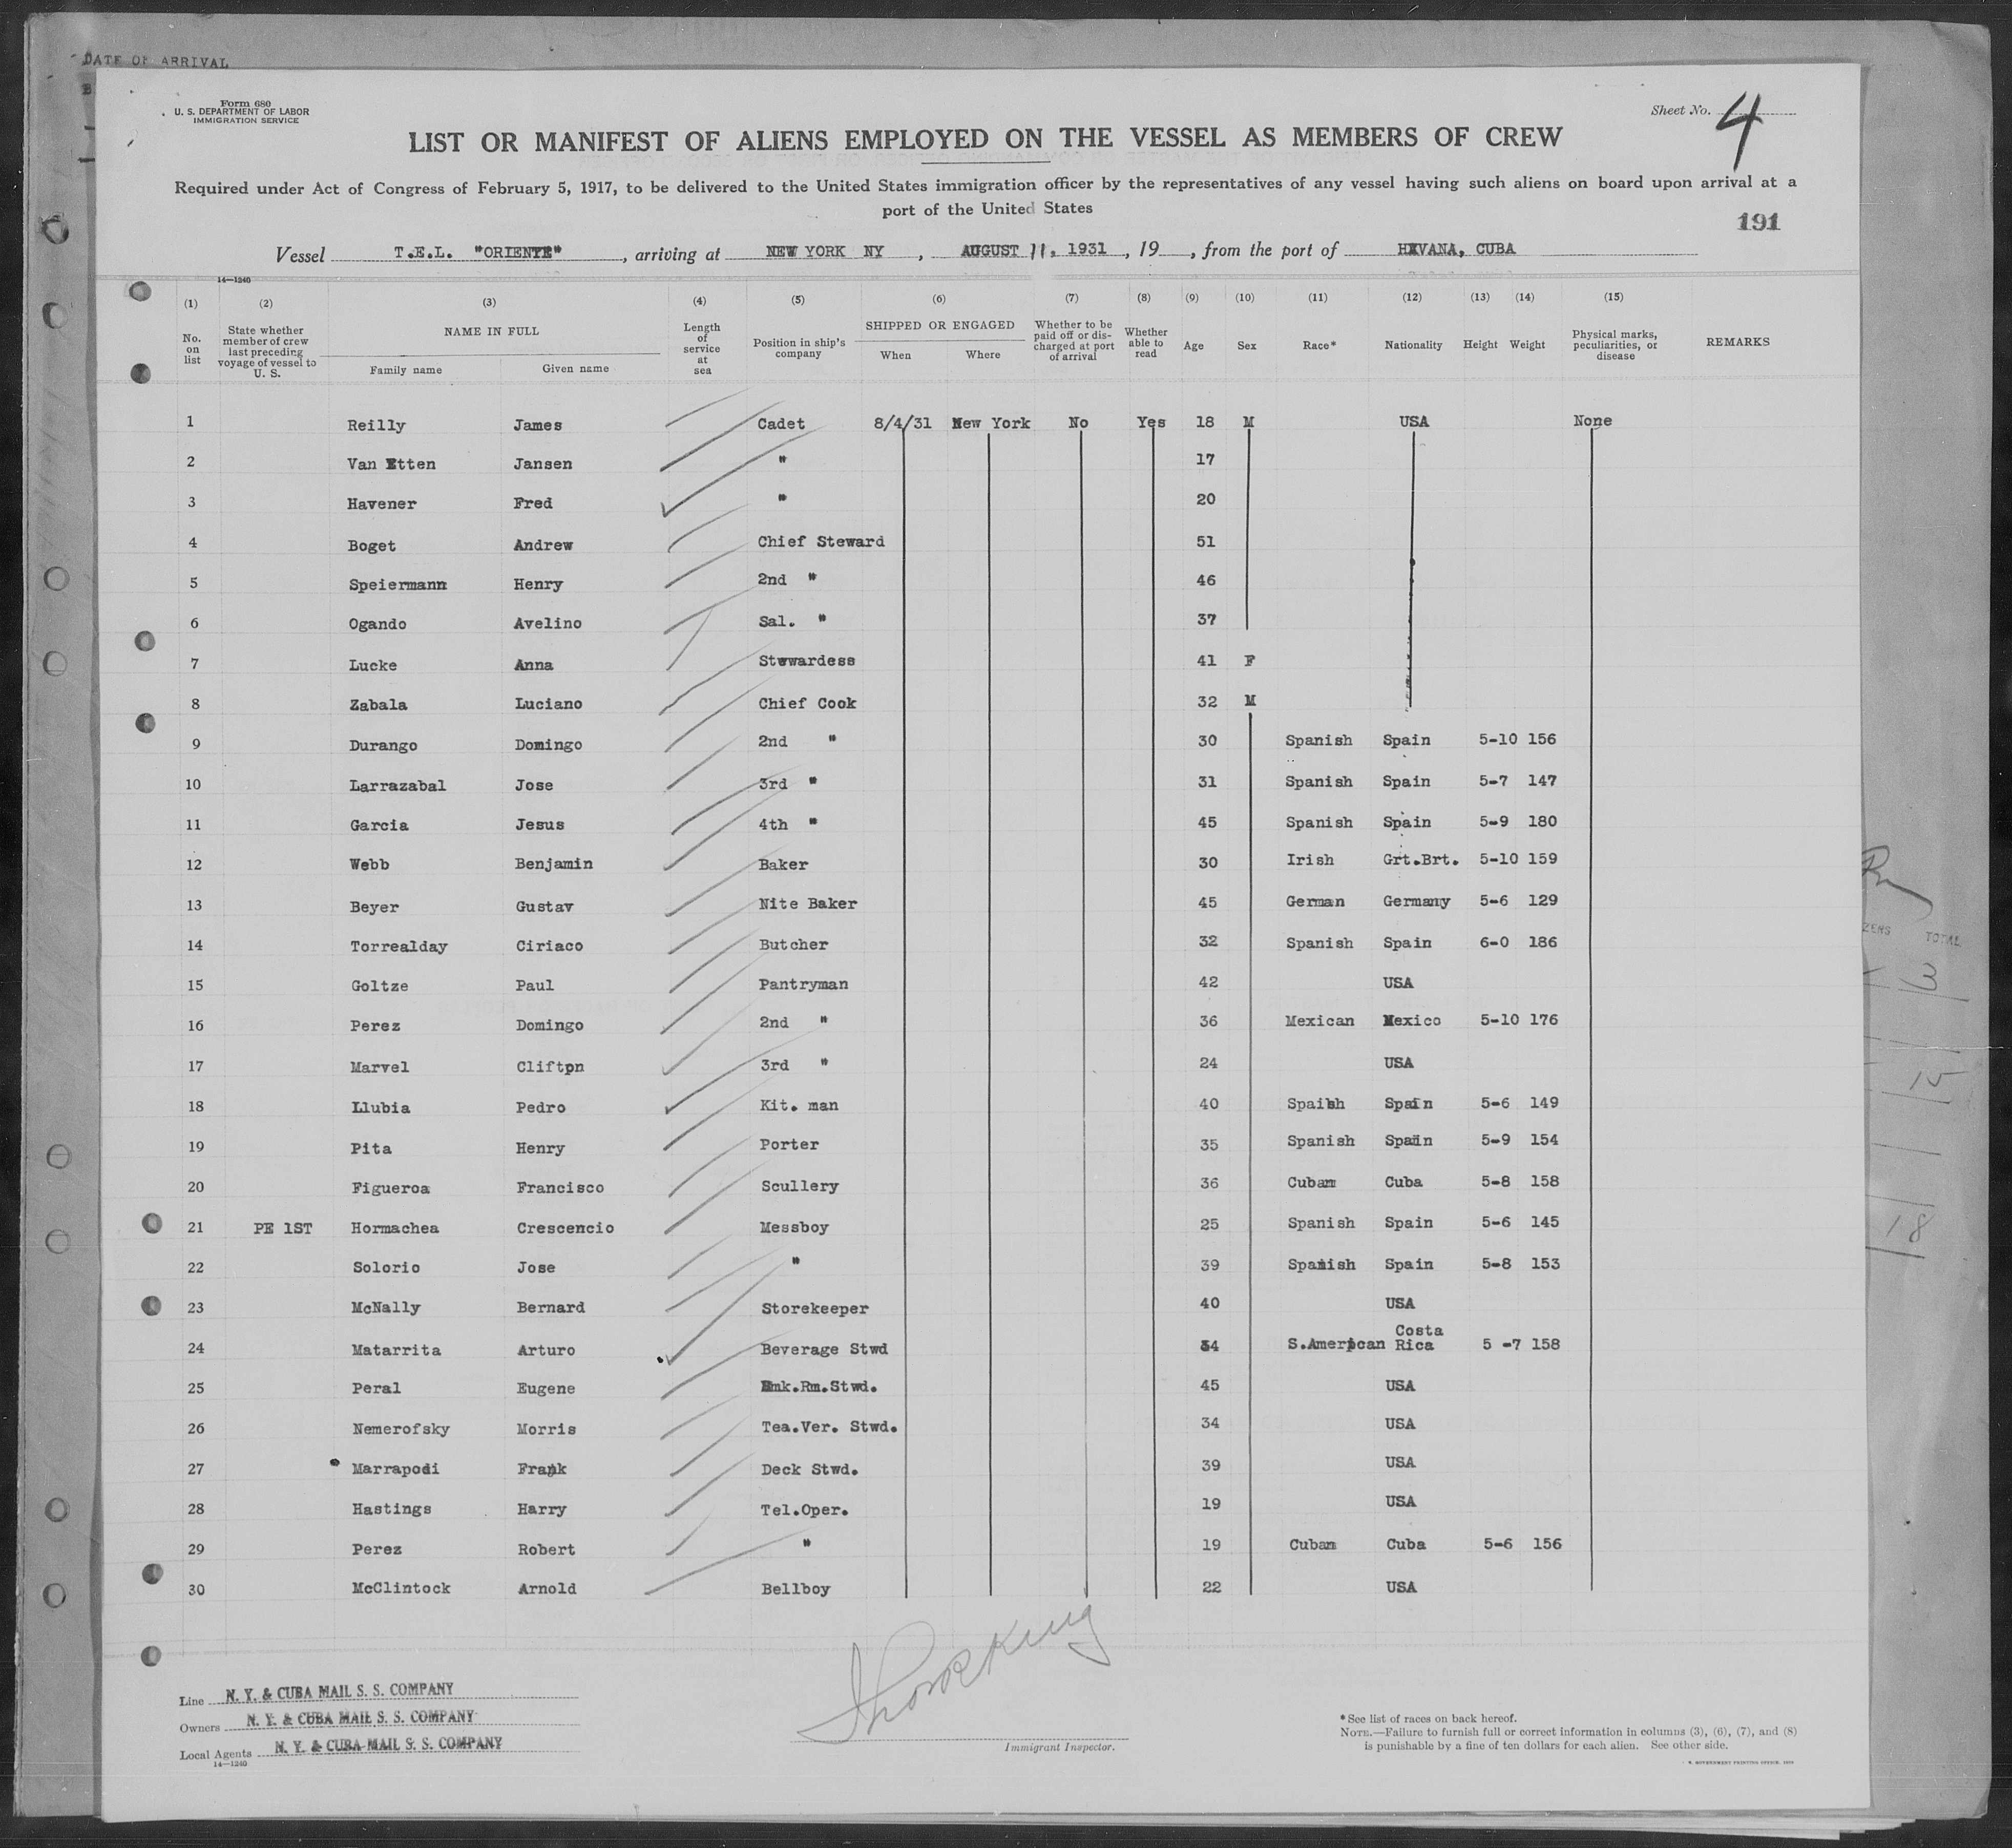 DATE OF ARRIVAL
Form 680
U. S. DEPARTMENT OF LABOR
IMMIGRATION SERVICE
Sheet No. 4
LIST OR MANIFEST OF ALIENS EMPLOYED ON THE VESSEL AS MEMBERS OF CREW
Required under Act of Congress of February 5, 1917, to be delivered to the United States immigration officer by the representatives of any vessel having such aliens on board upon arrival at a
port of the United States
191
Vessel T.E.L. "ORIENTE" , arriving at NEW YORK NY , AUGUST 11, 1931 , 19 , from the port of HAVANA, CUBA
14—1240
(1) (2) (3) (4) (5) (6) (7) (8) (9) (10) (11) (12) (13) (14) (15)
No. on list
State whether member of crew last preceding voyage of vessel to U. S.
NAME IN FULL
Family name Given name
Length of service at sea
Position in ship's company
SHIPPED OR ENGAGED
When Where
Whether to be paid off or discharged at port of arrival
Whether able to read
Age Sex Race* Nationality Height Weight
Physical marks, peculiarities, or disease
REMARKS
1 Reilly James Cadet 8/4/31 New York No Yes 18 M USA None
2 Van Etten Jansen " 17
3 Havener Fred " 20
4 Boget Andrew Chief Steward 51
5 Speiermann Henry 2nd " 46
6 Ogando Avelino Sal. " 37
7 Lucke Anna Stewardess 41 F
8 Zabala Luciano Chief Cook 32 M
9 Durango Domingo 2nd " 30 Spanish Spain 5-10 156
10 Larrazabal Jose 3rd " 31 Spanish Spain 5-7 147
11 Garcia Jesus 4th " 45 Spanish Spain 5-9 180
12 Webb Benjamin Baker 30 Irish Grt.Brt. 5-10 159
13 Beyer Gustav Nite Baker 45 German Germany 5-6 129
14 Torrealday Ciriaco Butcher 32 Spanish Spain 6-0 186
15 Goltze Paul Pantryman 42 USA
16 Perez Domingo 2nd " 36 Mexican Mexico 5-10 176
17 Marvel Cliftpn 3rd " 24 USA
18 Llubia Pedro Kit. man 40 Spaish Spain 5-6 149
19 Pita Henry Porter 35 Spanish Spain 5-9 154
20 Figueroa Francisco Scullery 36 Cuban Cuba 5-8 158
21 PE 1ST Hormachea Crescencio Messboy 25 Spanish Spain 5-6 145
22 Solorio Jose " 39 Spanish Spain 5-8 153
23 McNally Bernard Storekeeper 40 USA
24 Matarrita Arturo Beverage Stwd 34 S.American Costa Rica 5 -7 158
25 Peral Eugene Smk.Rm.Stwd. 45 USA
26 Nemerofsky Morris Tea.Ver. Stwd. 34 USA
27 Marrapodi Frank Deck Stwd. 39 USA
28 Hastings Harry Tel.Oper. 19 USA
29 Perez Robert " 19 Cuban Cuba 5-6 156
30 McClintock Arnold Bellboy 22 USA
Line N. Y. & CUBA MAIL S. S. COMPANY
Owners N. Y. & CUBA MAIL S. S. COMPANY
Local Agents N. Y. & CUBA MAIL S. S. COMPANY
14—1240
Immigrant Inspector.
*See list of races on back hereof.
NOTE.—Failure to furnish full or correct information in columns (3), (6), (7), and (8)
is punishable by a fine of ten dollars for each alien. See other side.
TOTAL
3
15
18